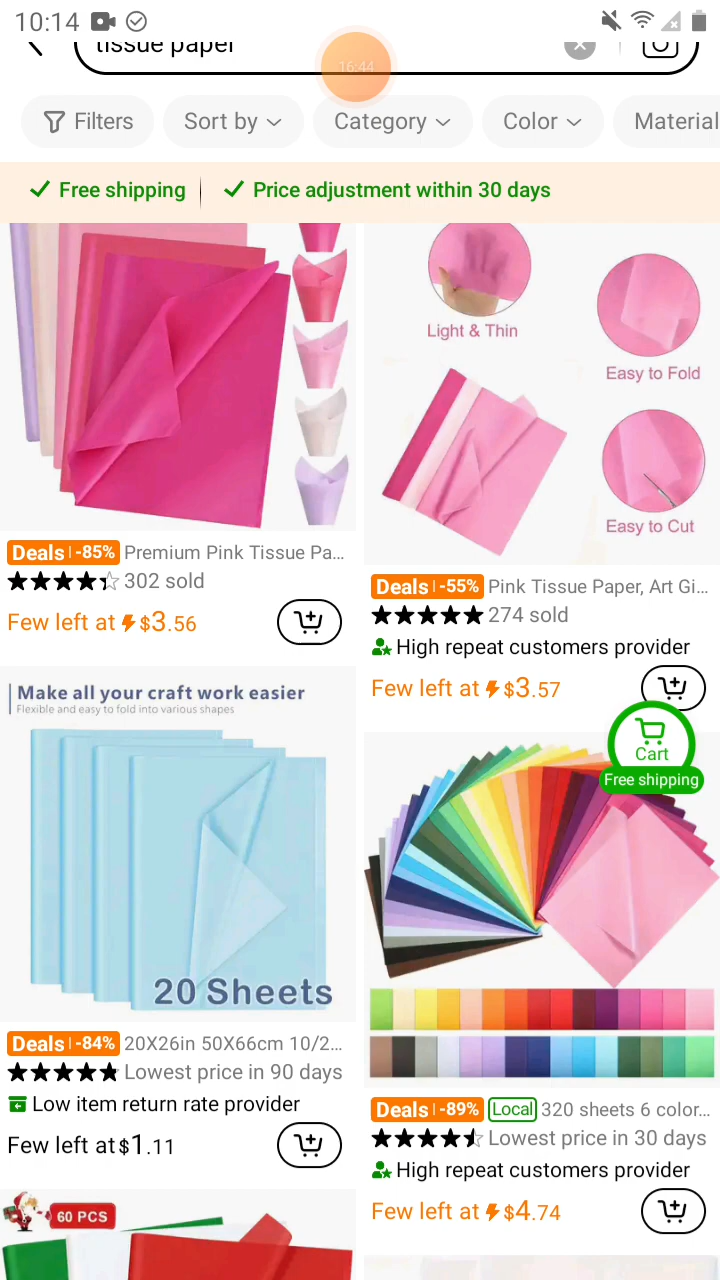 10:14
tissue paper
16:44
Filters
Sort by
Category
Color
Material
Free shipping
Price adjustment within 30 days
Deals -85% Premium Pink Tissue Pa...
302 sold
Few left at $3.56
Light & Thin
Easy to Fold
Easy to Cut
Deals -55% Pink Tissue Paper, Art Gi...
274 sold
High repeat customers provider
Few left at $3.57
Make all your craft work easier
Flexible and easy to fold into various shapes
20 Sheets
Deals -84% 20X26in 50X66cm 10/2...
Lowest price in 90 days
Low item return rate provider
Few left at $1.11
Cart
Free shipping
Deals -89% Local 320 sheets 6 color...
Lowest price in 30 days
High repeat customers provider
Few left at $4.74
60 PCS